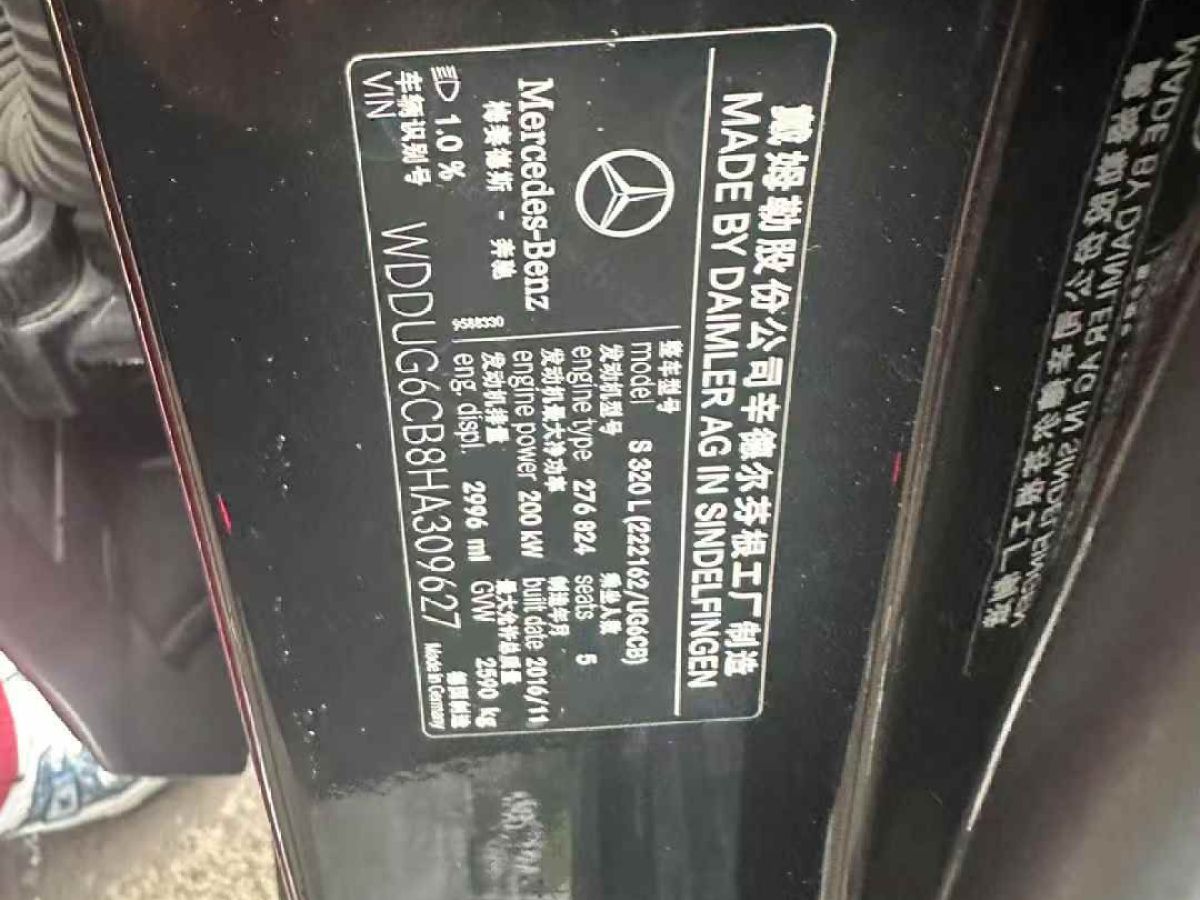 戴姆勒股份公司辛德尔芬根工厂制造
MADE BY DAIMLER AG IN SINDELFINGEN
Mercedes-Benz
梅赛德斯 - 奔驰
整车型号
model S 320 L (222162/UG6CB)
发动机型号 乘坐人数
engine type 276 824 seats 5
发动机最大净功率 制造年月
engine power 200 kW built date 2016/11
发动机排量 最大允许总质量
eng. displ. 2996 ml GVW 2590 kg
9588330
1.0 %
车辆识别号
VIN WDDUG6CB8HA309627
德国制造
Made in Germany